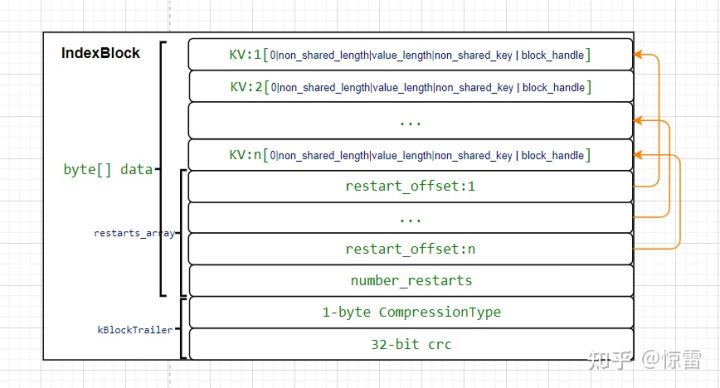 IndexBlock
KV:1[0|non_shared_length|value_length|non_shared_key | block_handle]
KV:2[0|non_shared_length|value_length|non_shared_key | block_handle]
...
KV:n[0|non_shared_length|value_length|non_shared_key | block_handle]
byte[] data
restart_offset:1
...
restarts_array
restart_offset:n
number_restarts
1-byte CompressionType
kBlockTrailer
32-bit crc
知乎 @惊雷